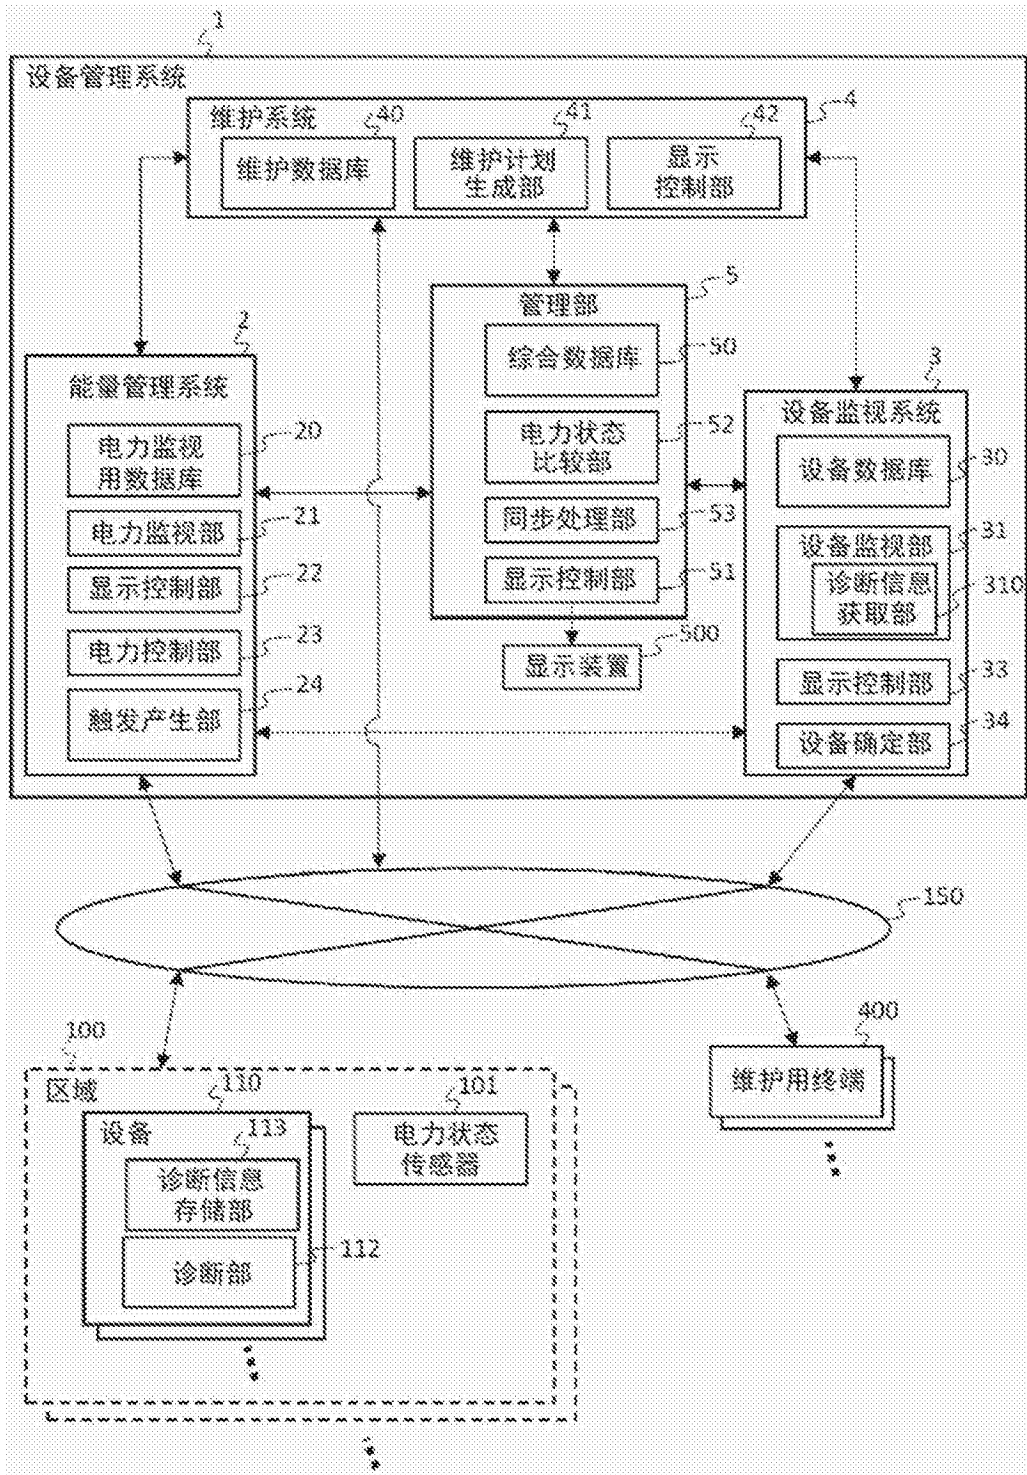 1
设备管理系统
4
维护系统
40
41
42
维护数据库
维护计划
生成部
显示
控制部
5
管理部
综合数据库
50
电力状态
比较部
52
同步处理部
53
显示控制部
51
显示装置
500
2
能量管理系统
电力监视
用数据库
20
电力监视部
21
显示控制部
22
电力控制部
23
触发产生部
24
3
设备监视系统
设备数据库
30
设备监视部
31
诊断信息
获取部
310
显示控制部
33
设备确定部
34
150
100
区域
110
设备
113
诊断信息
存储部
诊断部
112
101
电力状态
传感器
400
维护用终端